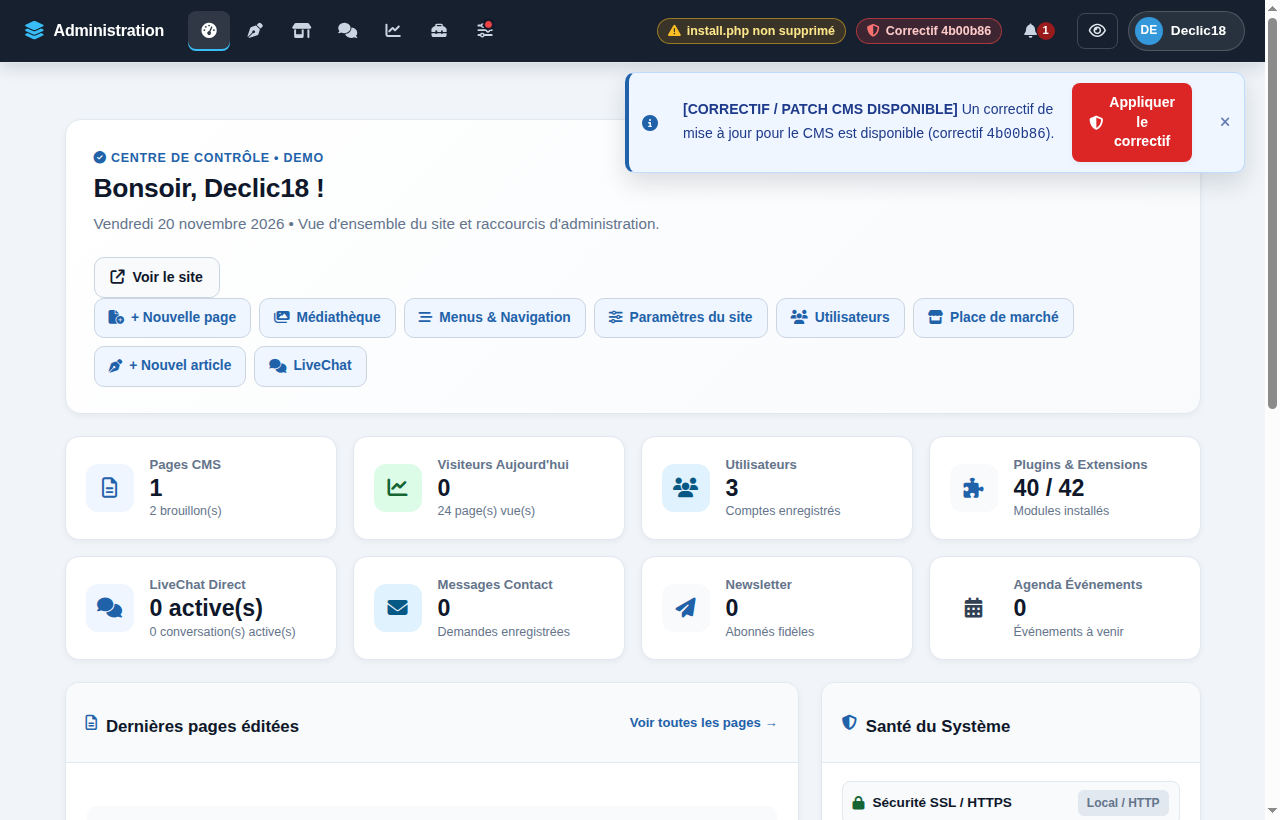 Administration
install.php non supprimé
Correctif 4b00b86
1
DE
Declic18
[CORRECTIF / PATCH CMS DISPONIBLE] Un correctif de
mise à jour pour le CMS est disponible (correctif 4b00b86).
Appliquer
le
correctif
×
CENTRE DE CONTRÔLE • DEMO
Bonsoir, Declic18 !
Vendredi 20 novembre 2026 • Vue d'ensemble du site et raccourcis d'administration.
Voir le site
+ Nouvelle page
Médiathèque
Menus & Navigation
Paramètres du site
Utilisateurs
Place de marché
+ Nouvel article
LiveChat
Pages CMS
1
2 brouillon(s)
Visiteurs Aujourd'hui
0
24 page(s) vue(s)
Utilisateurs
3
Comptes enregistrés
Plugins & Extensions
40 / 42
Modules installés
LiveChat Direct
0 active(s)
0 conversation(s) active(s)
Messages Contact
0
Demandes enregistrées
Newsletter
0
Abonnés fidèles
Agenda Événements
0
Événements à venir
Dernières pages éditées
Voir toutes les pages →
Santé du Système
Sécurité SSL / HTTPS
Local / HTTP